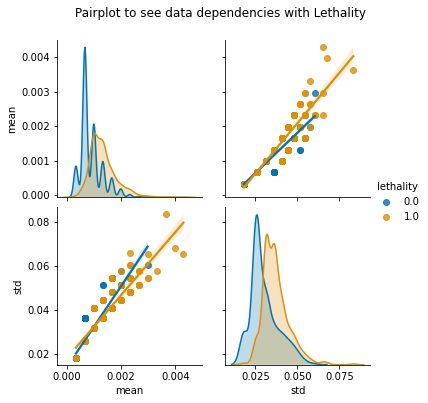 Pairplot to see data dependencies with Lethality
0.004
0.003
0.002
0.001
0.000
mean
lethality
0.0
1.0
0.08
0.06
0.04
0.02
std
0.000 0.002 0.004
mean
0.025 0.050 0.075
std